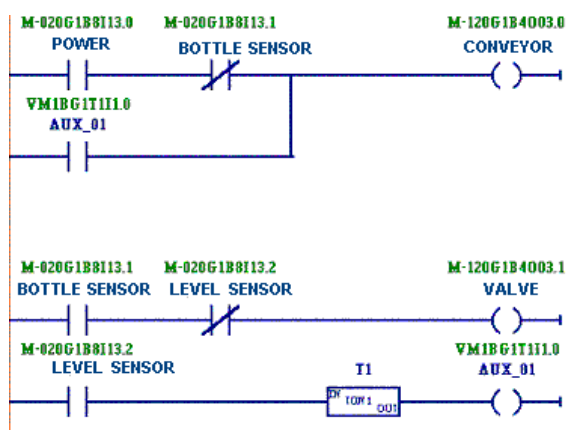 M-020G1B8I13.0 M-020G1B8I13.1 M-120G1B4O03.0
POWER BOTTLE SENSOR CONVEYOR
VM1BG1T1I1.0
AUX_01
M-020G1B8I13.1 M-020G1B8I13.2 M-120G1B4O03.1
BOTTLE SENSOR LEVEL SENSOR VALVE
M-020G1B8I13.2 VM1BG1T1I1.0
LEVEL SENSOR T1 AUX_01
IN TON1 OUT